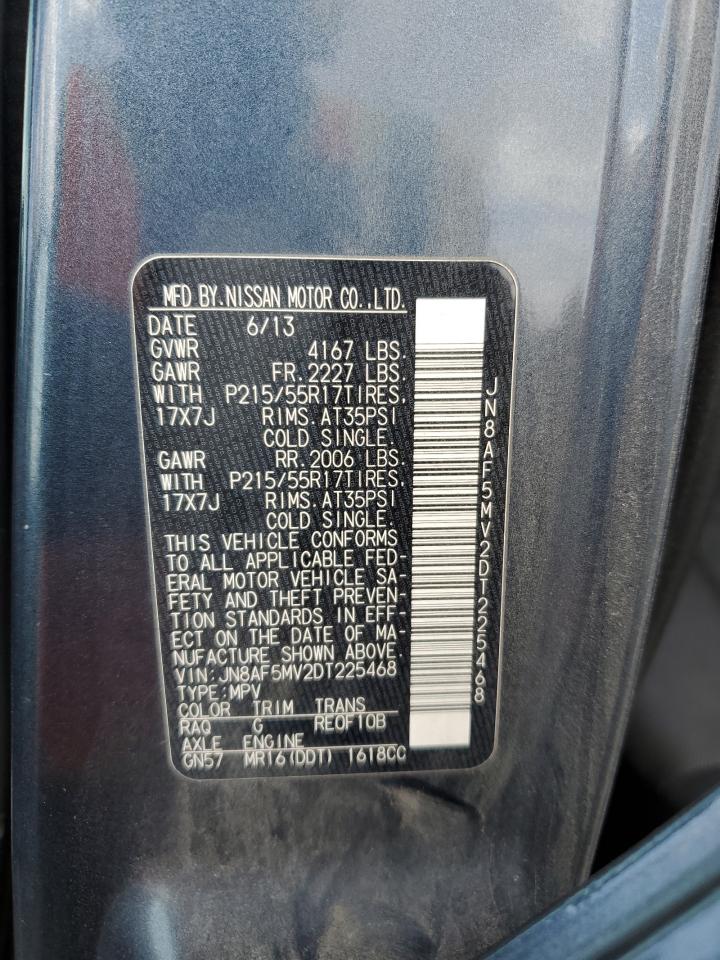 MFD BY.NISSAN MOTOR CO.,LTD.
DATE 6/13
GVWR 4167 LBS.
GAWR FR.2227 LBS.
WITH P215/55R17TIRES.
17X7J RIMS.AT35PSI
COLD SINGLE.
GAWR RR.2006 LBS.
WITH P215/55R17TIRES.
17X7J RIMS.AT35PSI
COLD SINGLE.
THIS VEHICLE CONFORMS
TO ALL APPLICABLE FED-
ERAL MOTOR VEHICLE SA-
FETY AND THEFT PREVEN-
TION STANDARDS IN EFF-
ECT ON THE DATE OF MA-
NUFACTURE SHOWN ABOVE.
VIN:JN8AF5MV2DT225468
TYPE:MPV
COLOR TRIM TRANS
RAQ G RE0F10B
AXLE ENGINE
GN57 MR16(DDT) 1618CC
JN8AF5MV2DT225468